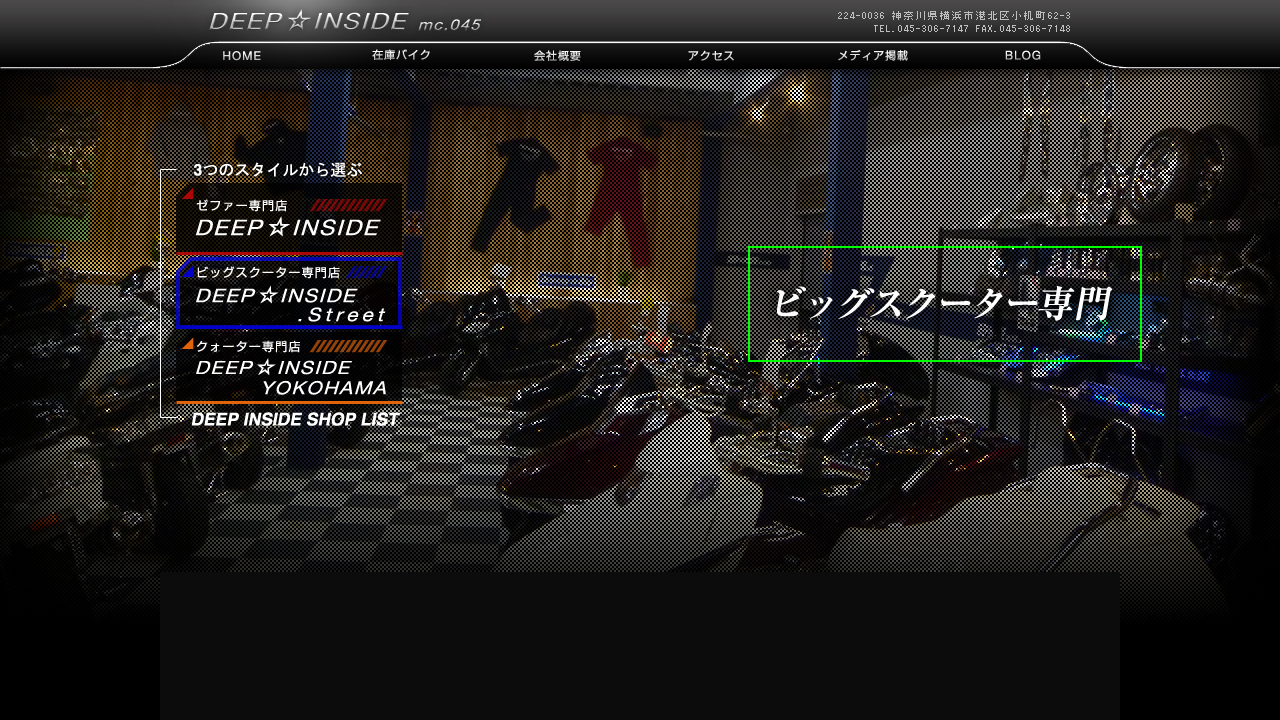 DEEP☆INSIDE mc.045
224-0036 神奈川県横浜市港北区小机町62-3
TEL.045-306-7147 FAX.045-306-7148
HOME
在庫バイク
会社概要
アクセス
メディア掲載
BLOG
3つのスタイルから選ぶ
ゼファー専門店
DEEP☆INSIDE
ビッグスクーター専門店
DEEP☆INSIDE
.Street
クォーター専門店
DEEP☆INSIDE
YOKOHAMA
DEEP INSIDE SHOP LIST
ビッグスクーター専門